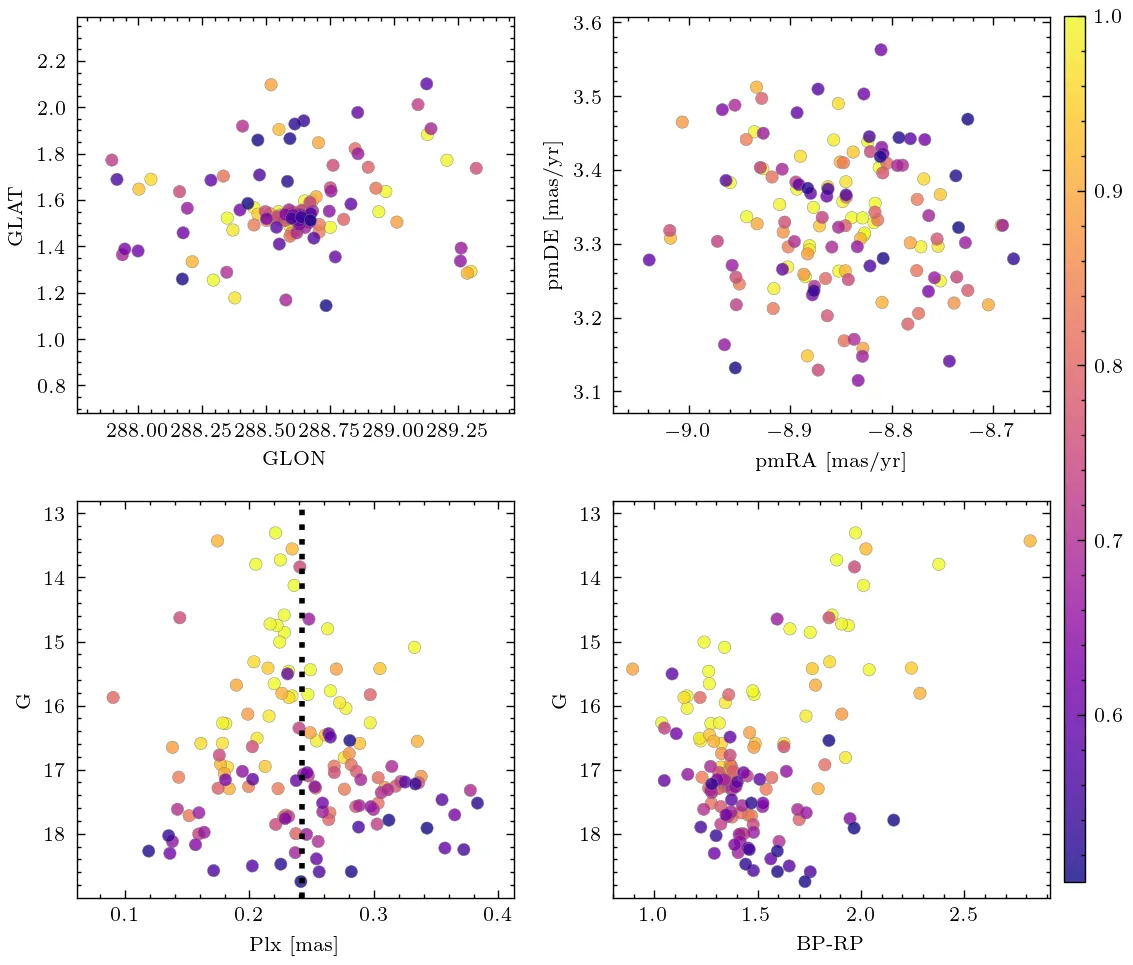 2.2
2.0
1.8
1.6
1.4
1.2
1.0
0.8
GLAT
288.00 288.25 288.50 288.75 289.00 289.25
GLON
3.6
3.5
3.4
3.3
3.2
3.1
pmDE [mas/yr]
−9.0 −8.9 −8.8 −8.7
pmRA [mas/yr]
1.0
0.9
0.8
0.7
0.6
13
14
15
16
17
18
G
0.1 0.2 0.3 0.4
Plx [mas]
13
14
15
16
17
18
G
1.0 1.5 2.0 2.5
BP-RP